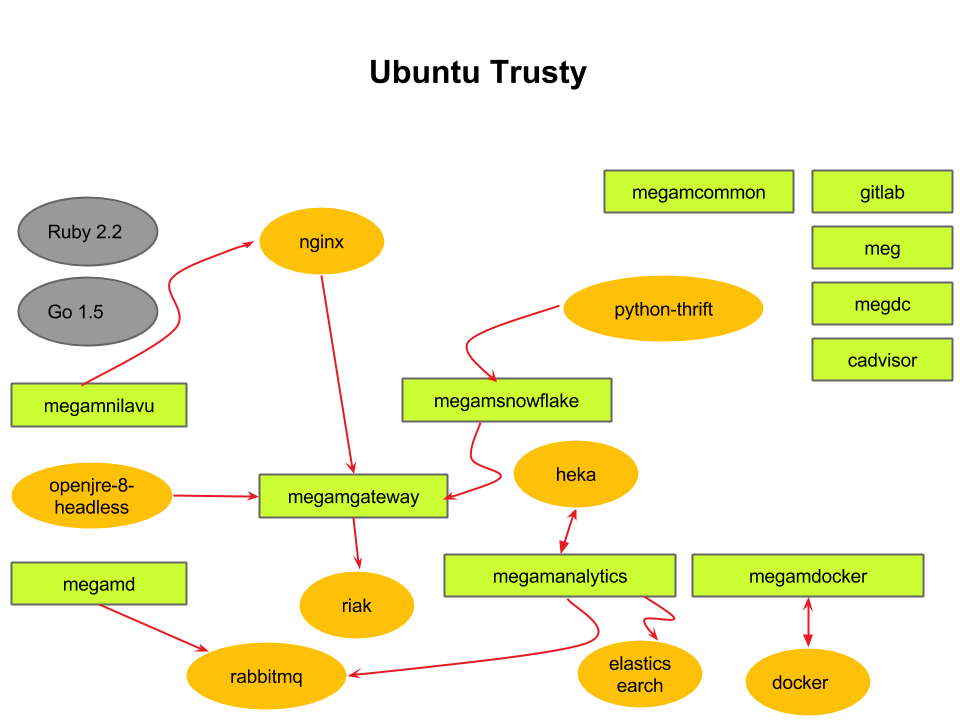 Ubuntu Trusty
megamcommon
gitlab
Ruby 2.2
nginx
meg
Go 1.5
python-thrift
megdc
cadvisor
megamnilavu
megamsnowflake
openjre-8-
headless
megamgateway
heka
megamd
riak
megamanalytics
megamdocker
rabbitmq
elastics
earch
docker